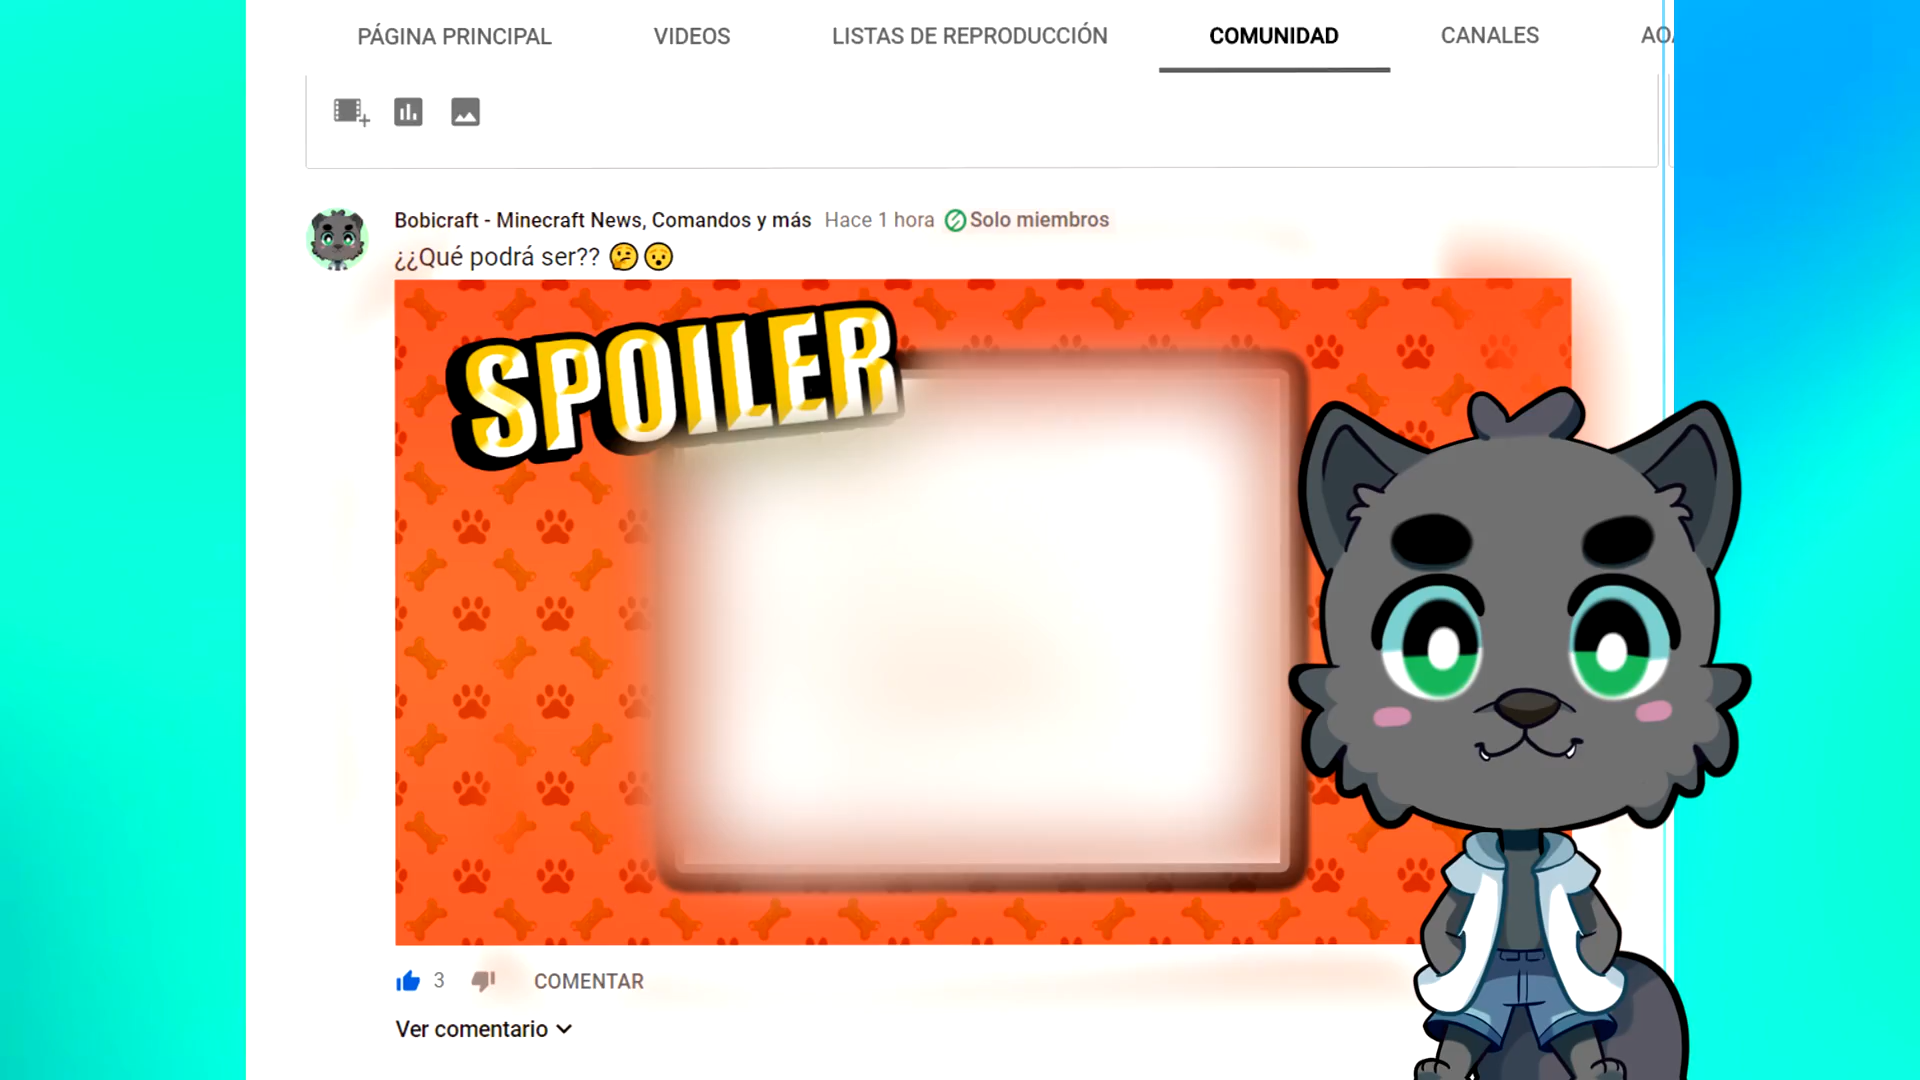 PÁGINA PRINCIPAL VIDEOS LISTAS DE REPRODUCCIÓN COMUNIDAD CANALES
Bobicraft - Minecraft News, Comandos y más Hace 1 hora Solo miembros
¿¿Qué podrá ser?? 🤔😯
SPOILER
3 COMENTAR
Ver comentario